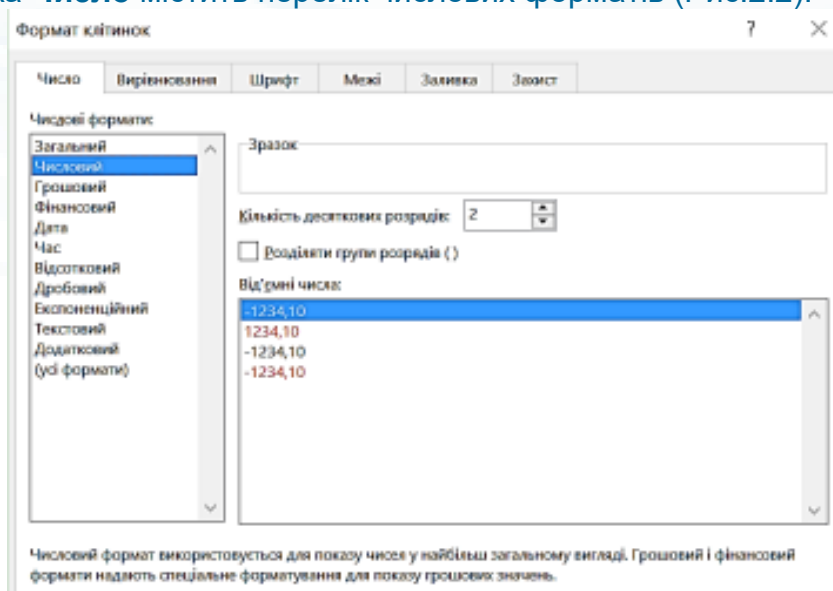 число містить перелік числових форматів (Рис.2.2).
Формат клітинок
?
Число Вирівнювання Шрифт Межі Заливка Захист
Числові формати:
Загальний
Числовий
Грошовий
Фінансовий
Дата
Час
Відсотковий
Дробовий
Експоненційний
Текстовий
Додатковий
(усі формати)
Зразок
Кількість десяткових розрядів: 2
Розділяти групи розрядів ( )
Від'ємні числа:
-1234,10
1234,10
-1234,10
-1234,10
Числовий формат використовується для показу чисел у найбільш загальному вигляді. Грошовий і фінансовий
формати надають спеціальне форматування для показу грошових значень.